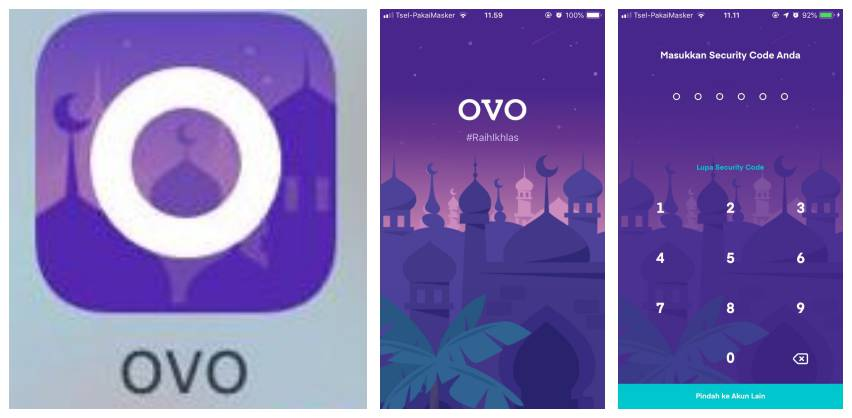 OVO
Tsel-PakaiMasker 11.59 100%
OVO
#RaihIkhlas
Tsel-PakaiMasker 11.11 92%
Masukkan Security Code Anda
Lupa Security Code
1 2 3
4 5 6
7 8 9
0
Pindah ke Akun Lain